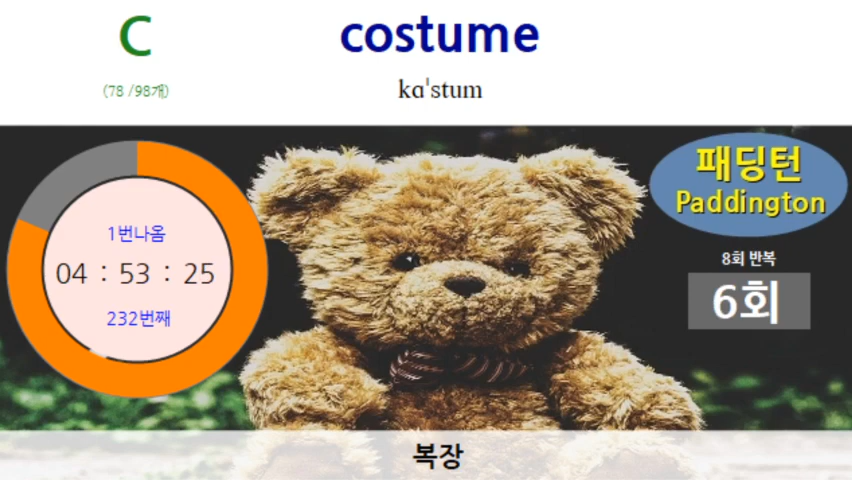 C
costume
(78 /98개)
kɑˈstum
패딩턴
Paddington
1번나옴
04 : 53 : 25
232번째
8회 반복
6회
복장